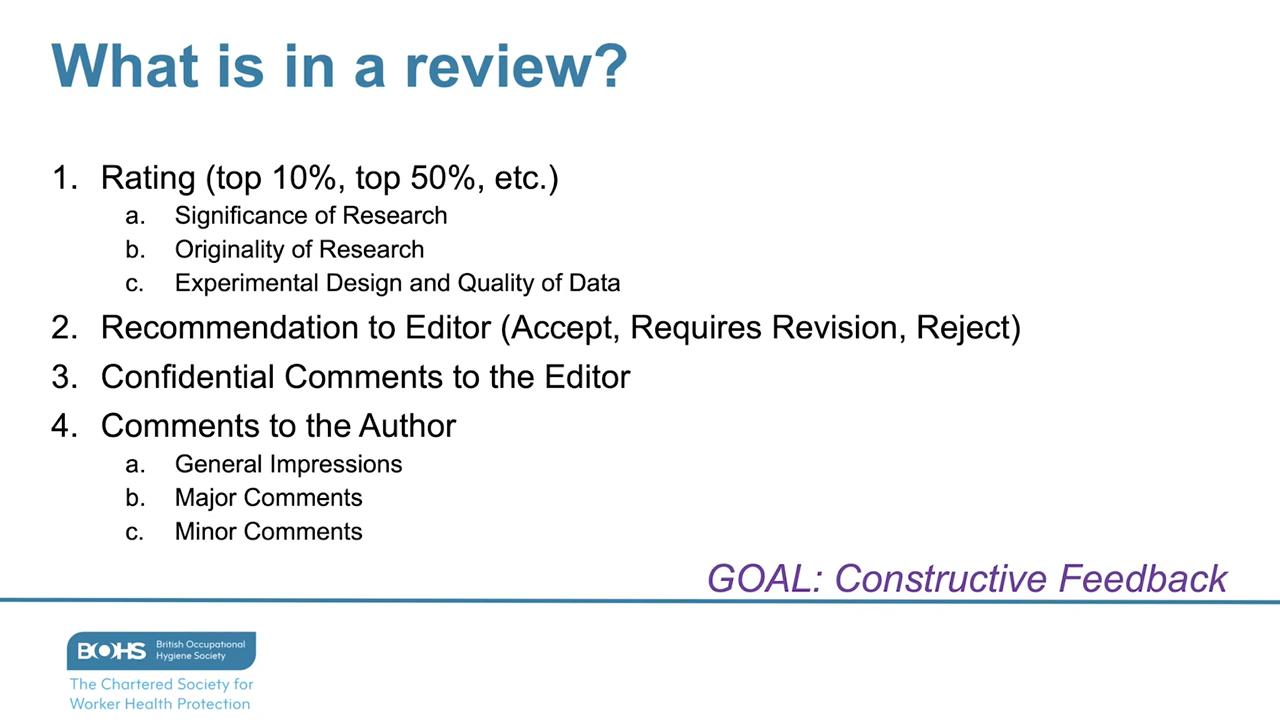 What is in a review?
1. Rating (top 10%, top 50%, etc.)
a. Significance of Research
b. Originality of Research
c. Experimental Design and Quality of Data
2. Recommendation to Editor (Accept, Requires Revision, Reject)
3. Confidential Comments to the Editor
4. Comments to the Author
a. General Impressions
b. Major Comments
c. Minor Comments
GOAL: Constructive Feedback
BOHS British Occupational
Hygiene Society
The Chartered Society for
Worker Health Protection